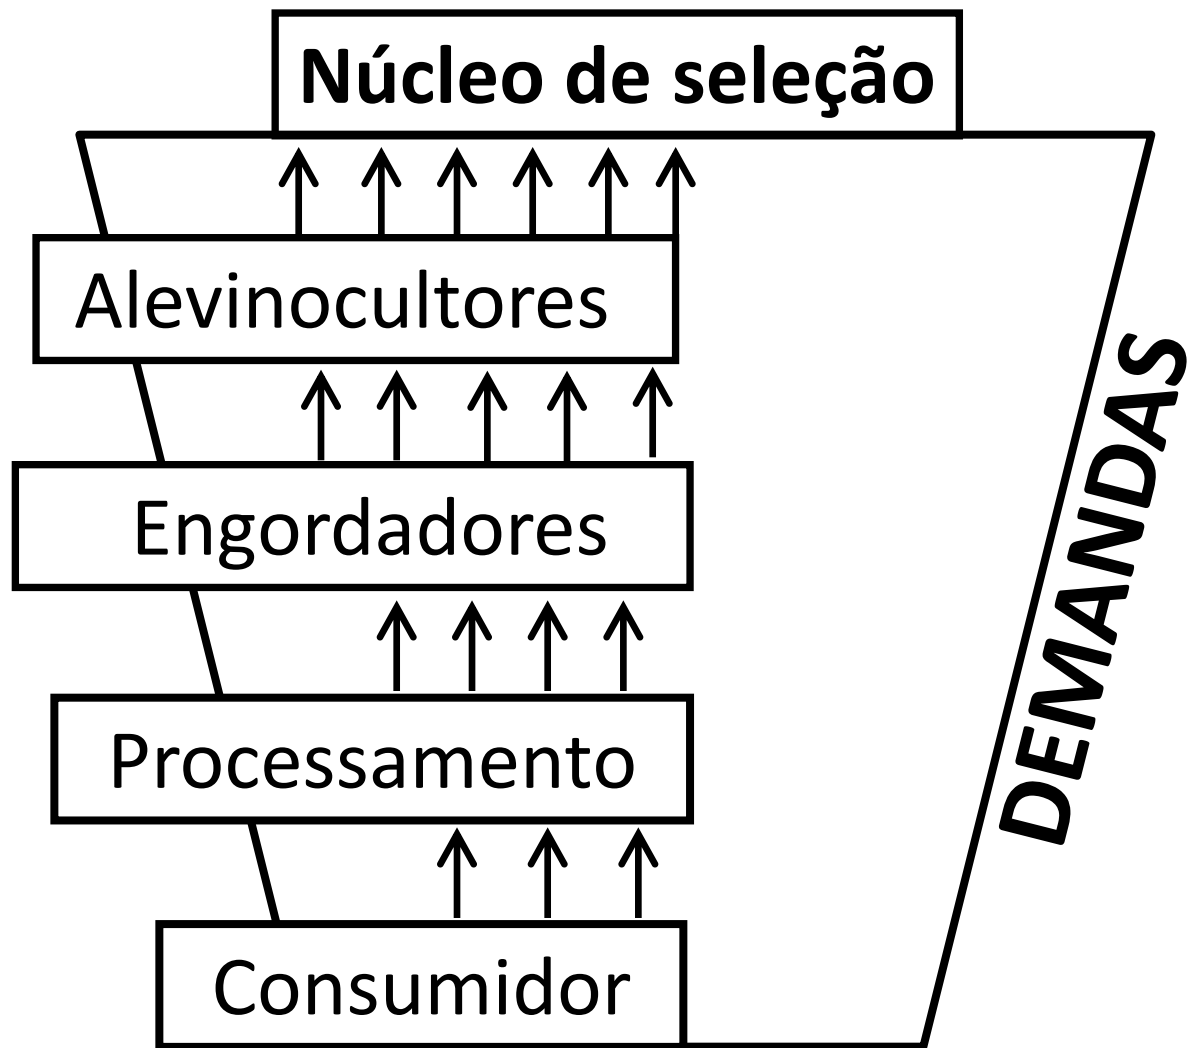 Núcleo de seleção
Alevinocultores
Engordadores
Processamento
Consumidor
DEMANDAS